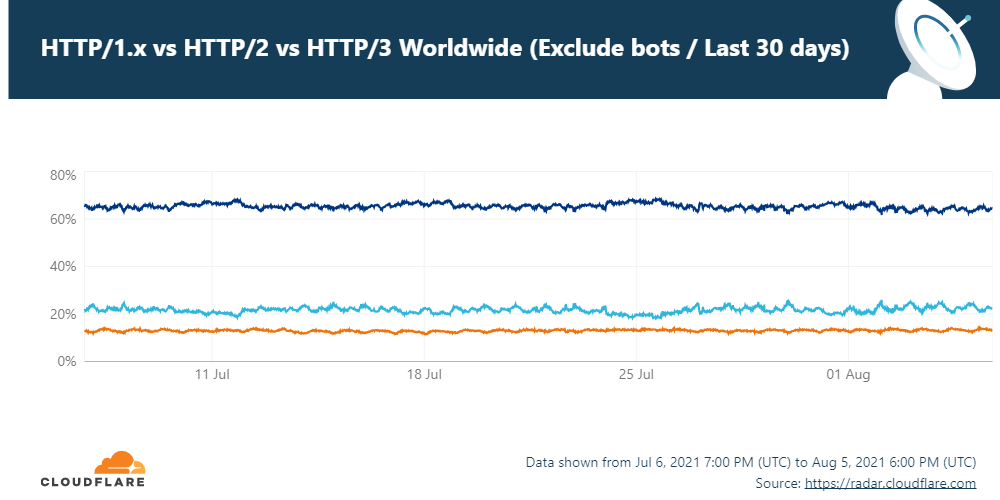 HTTP/1.x vs HTTP/2 vs HTTP/3 Worldwide (Exclude bots / Last 30 days)
80%
60%
40%
20%
0%
11 Jul
18 Jul
25 Jul
01 Aug
CLOUDFLARE
Data shown from Jul 6, 2021 7:00 PM (UTC) to Aug 5, 2021 6:00 PM (UTC)
Source: https://radar.cloudflare.com